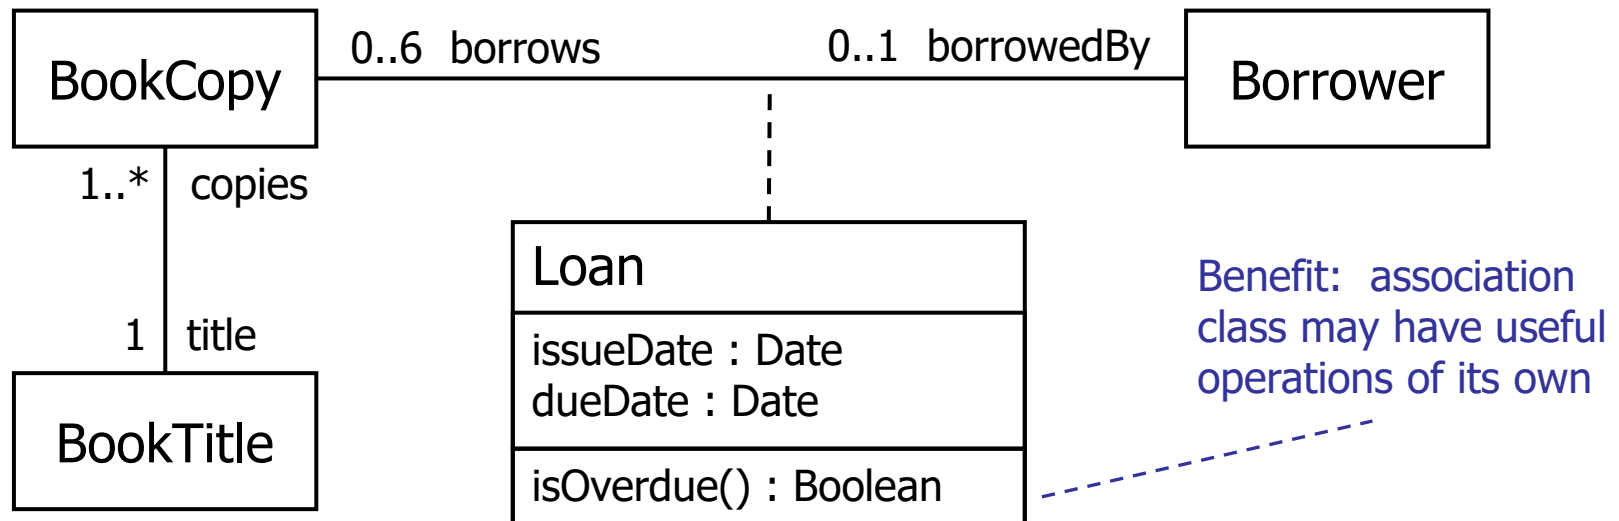 0..6 borrows
0..1 borrowedBy
BookCopy
Borrower
1..* copies
1 title
BookTitle
Loan
issueDate : Date
dueDate : Date
isOverdue() : Boolean
Benefit: association
class may have useful
operations of its own